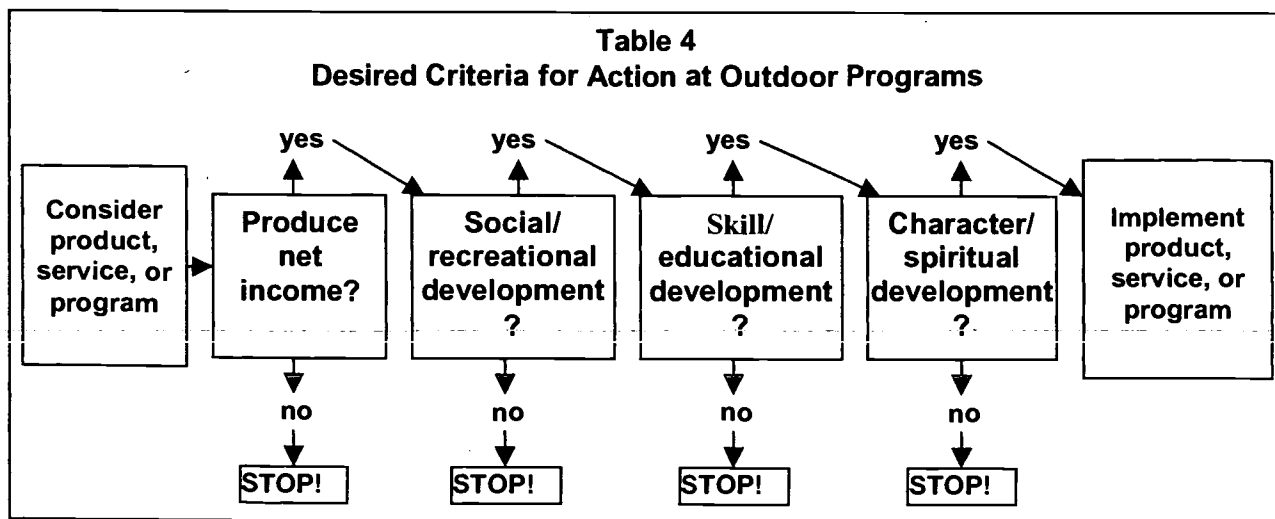 Table 4
Desired Criteria for Action at Outdoor Programs
yes
yes
yes
yes
Consider
product,
service, or
program
Produce
net
income?
Social/
recreational
development
?
Skill/
educational
development
?
Character/
spiritual
development
?
Implement
product,
service, or
program
no
no
no
no
STOP!
STOP!
STOP!
STOP!